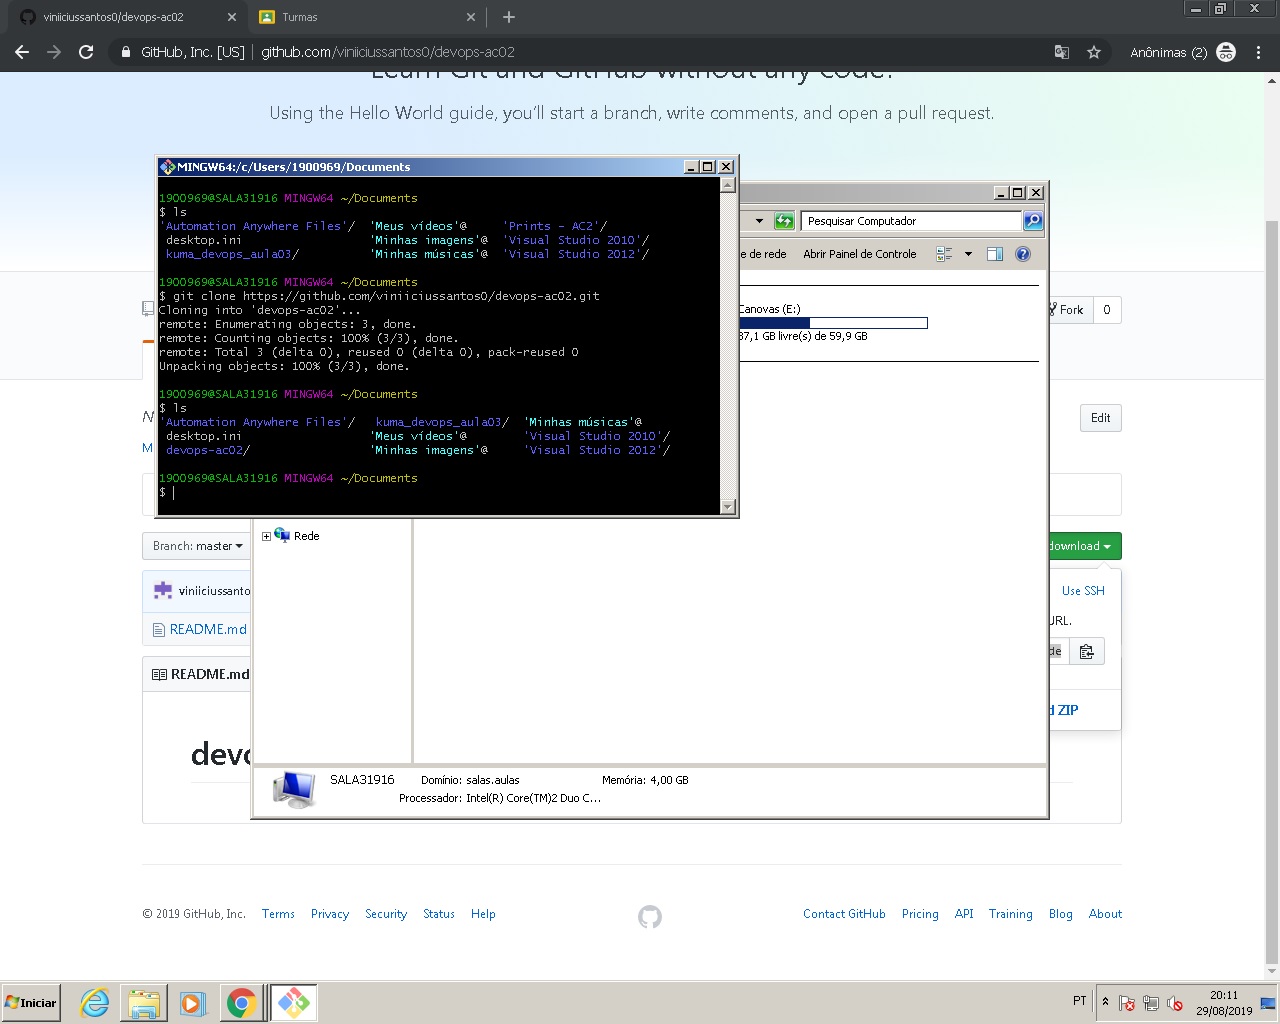 viniiciussantos0/devops-ac02
Turmas
GitHub, Inc. [US]
github.com/viniiciussantos0/devops-ac02
Anônimas (2)
Learn Git and GitHub without any code!
Using the Hello World guide, you'll start a branch, write comments, and open a pull request.
MINGW64:/c/Users/1900969/Documents
1900969@SALA31916 MINGW64 ~/Documents
$ ls
'Automation Anywhere Files'/  'Meus vídeos'@     'Prints - AC2'/
desktop.ini                  'Minhas imagens'@  'Visual Studio 2010'/
kuma_devops_aula03/          'Minhas músicas'@  'Visual Studio 2012'/
1900969@SALA31916 MINGW64 ~/Documents
$ git clone https://github.com/viniiciussantos0/devops-ac02.git
Cloning into 'devops-ac02'...
remote: Enumerating objects: 3, done.
remote: Counting objects: 100% (3/3), done.
remote: Total 3 (delta 0), reused 0 (delta 0), pack-reused 0
Unpacking objects: 100% (3/3), done.
1900969@SALA31916 MINGW64 ~/Documents
$ ls
'Automation Anywhere Files'/   kuma_devops_aula03/  'Minhas músicas'@
desktop.ini                  'Meus vídeos'@        'Visual Studio 2010'/
devops-ac02/                 'Minhas imagens'@     'Visual Studio 2012'/
1900969@SALA31916 MINGW64 ~/Documents
$
Pesquisar Computador
e de rede
Abrir Painel de Controle
Canovas (E:)
37,1 GB livre(s) de 59,9 GB
Rede
SALA31916
Domínio: salas.aulas
Memória: 4,00 GB
Processador: Intel(R) Core(TM)2 Duo C...
Fork
0
N
Edit
M
Branch: master
download
viniiciussanto
Use SSH
README.md
URL.
de
README.md
d ZIP
devo
© 2019 GitHub, Inc.
Terms
Privacy
Security
Status
Help
Contact GitHub
Pricing
API
Training
Blog
About
Iniciar
PT
20:11
29/08/2019